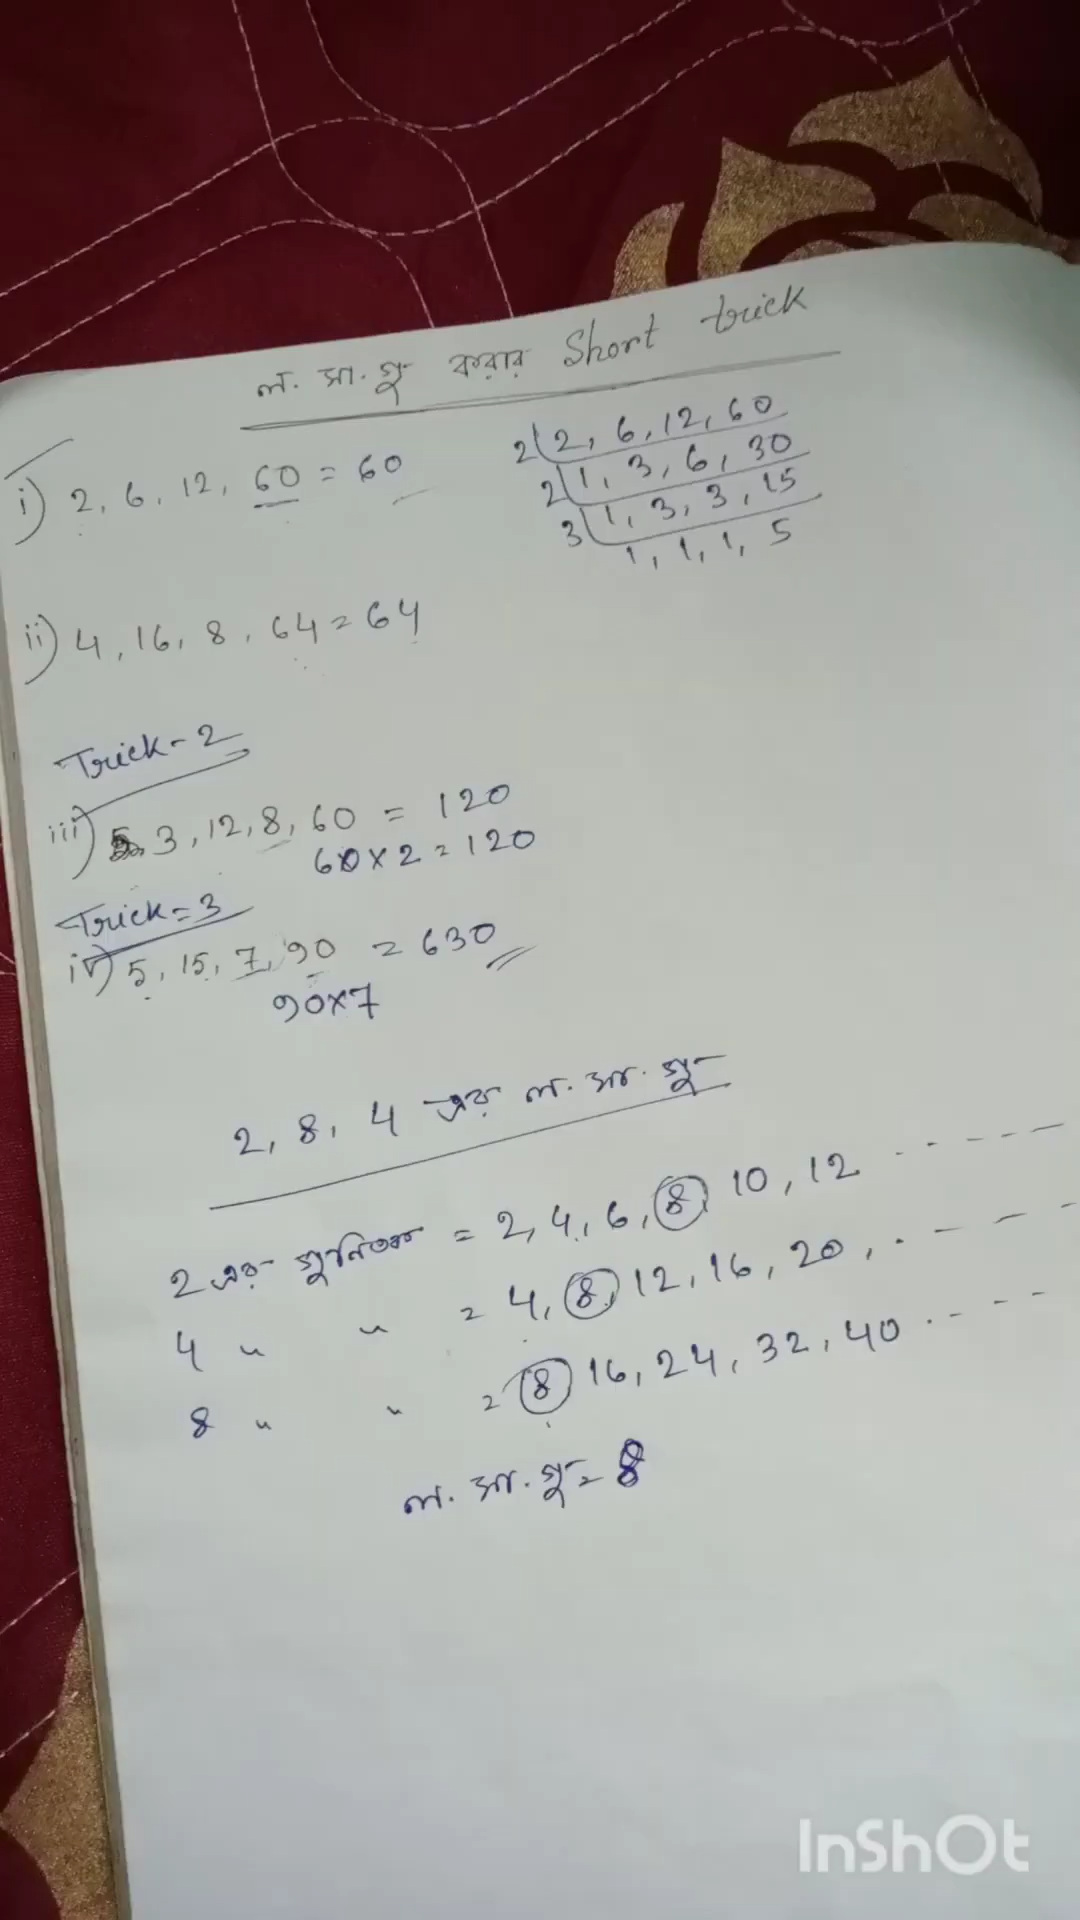 ল. সা. গু করার Short trick
i) 2, 6, 12, 60 = 60
2 2, 6, 12, 60
2 1, 3, 6, 30
3 1, 3, 3, 15
1, 1, 1, 5
ii) 4, 16, 8, 64 = 64
Trick-2
iii) 3, 12, 8, 60 = 120
60 x 2 = 120
Trick = 3
iv) 5, 15, 7, 90 = 630
90x7
2, 8, 4 এর ল. সা. গু
2 এর গুনিতক = 2, 4, 6, 8 10, 12 - - - - -
4 " " = 4, 8, 12, 16, 20, - - - -
8 " " = 8 16, 24, 32, 40 - - - -
ল. সা. গু = 8
InShOt